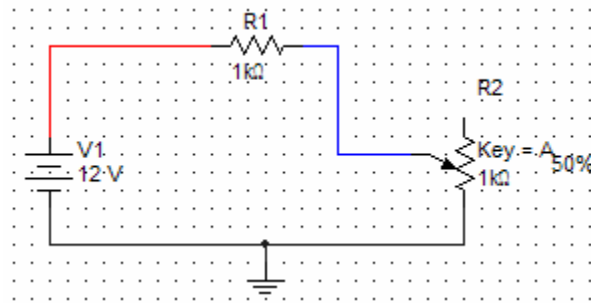 R1
1kΩ
R2
V1
12 V
Key = A
50%
1kΩ